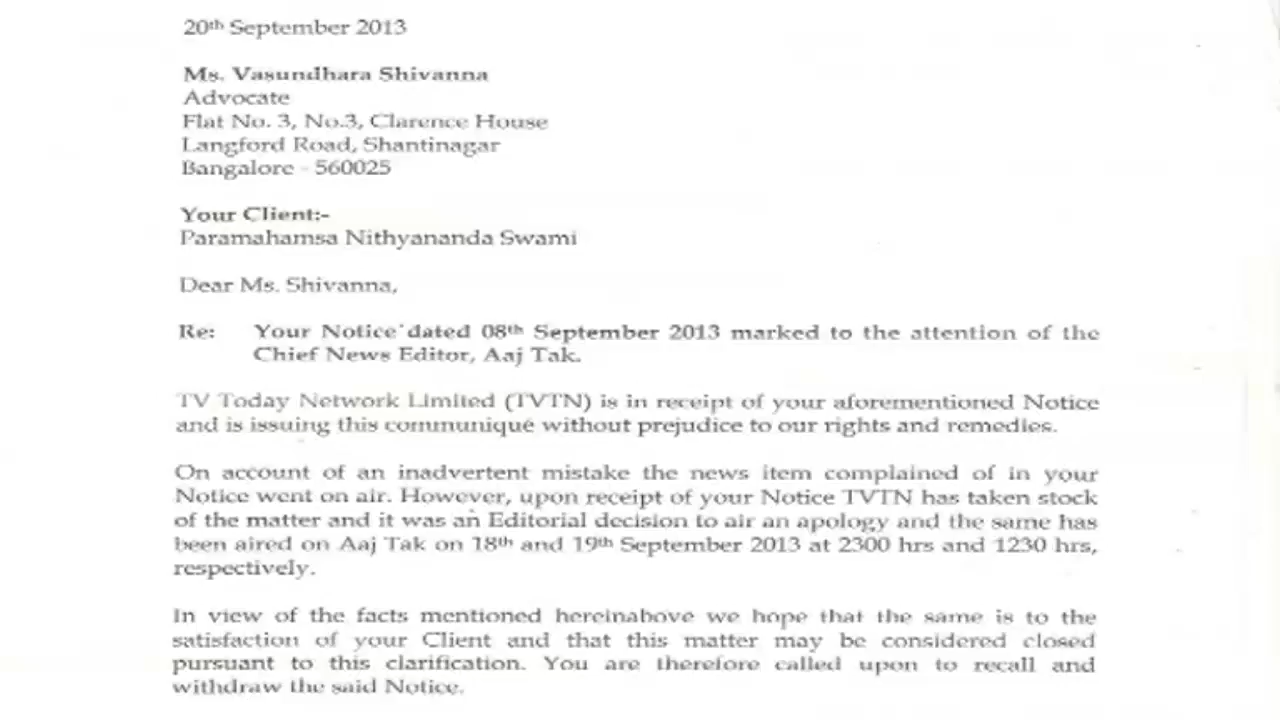 20th September 2013
Ms. Vasundhara Shivanna
Advocate
Flat No. 3, No.3, Clarence House
Langford Road, Shantinagar
Bangalore - 560025
Your Client:-
Paramahamsa Nithyananda Swami
Dear Ms. Shivanna,
Re: Your Notice dated 08th September 2013 marked to the attention of the
Chief News Editor, Aaj Tak.
TV Today Network Limited (TVTN) is in receipt of your aforementioned Notice
and is issuing this communiqué without prejudice to our rights and remedies.
On account of an inadvertent mistake the news item complained of in your
Notice went on air. However, upon receipt of your Notice TVTN has taken stock
of the matter and it was an Editorial decision to air an apology and the same has
been aired on Aaj Tak on 18th and 19th September 2013 at 2300 hrs and 1230 hrs,
respectively.
In view of the facts mentioned hereinabove we hope that the same is to the
satisfaction of your Client and that this matter may be considered closed
pursuant to this clarification. You are therefore called upon to recall and
withdraw the said Notice.